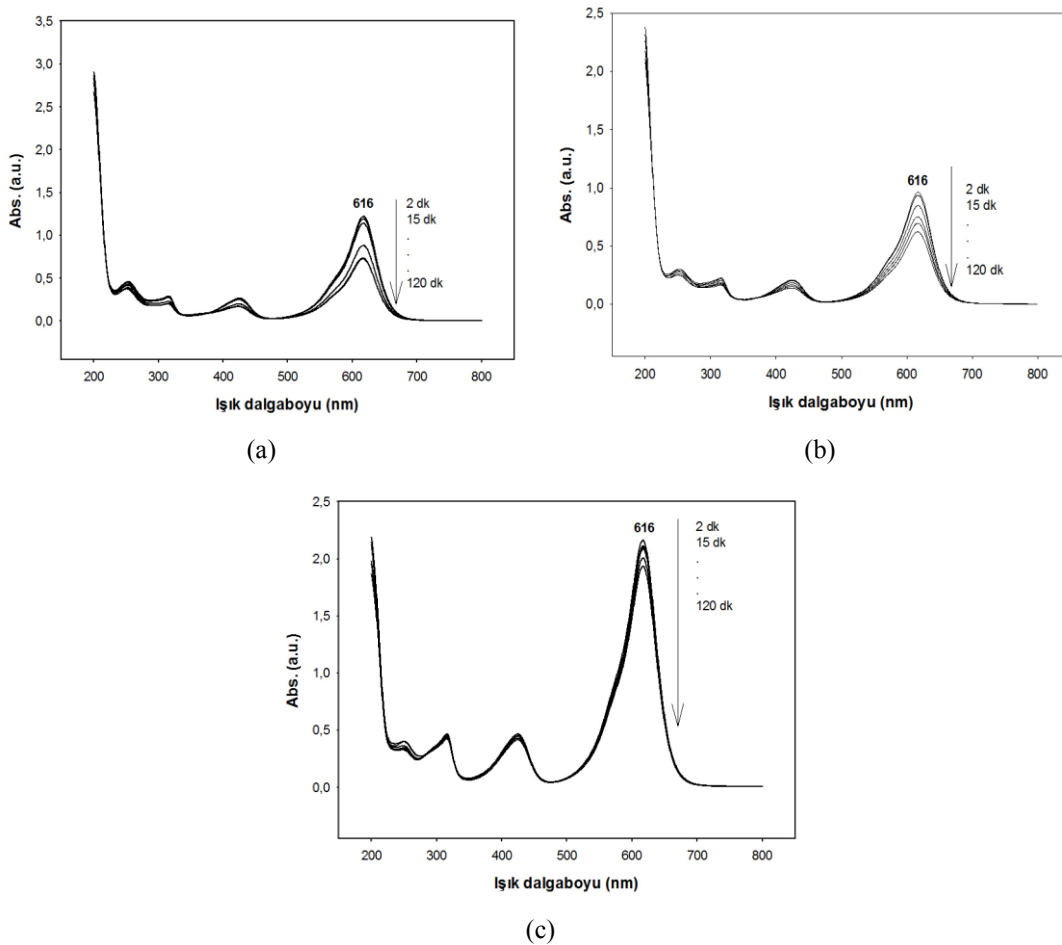 3,5
3,0
2,5
2,0
1,5
1,0
0,5
0,0
Abs. (a.u.)
616
2 dk
15 dk
.
.
.
120 dk
200 300 400 500 600 700 800
Işık dalgaboyu (nm)
(a)
2,5
2,0
1,5
1,0
0,5
0,0
Abs. (a.u.)
616
2 dk
15 dk
.
.
.
120 dk
200 300 400 500 600 700 800
Işık dalgaboyu (nm)
(b)
2,5
2,0
1,5
1,0
0,5
0,0
Abs. (a.u.)
616
2 dk
15 dk
.
.
.
120 dk
200 300 400 500 600 700 800
Işık dalgaboyu (nm)
(c)